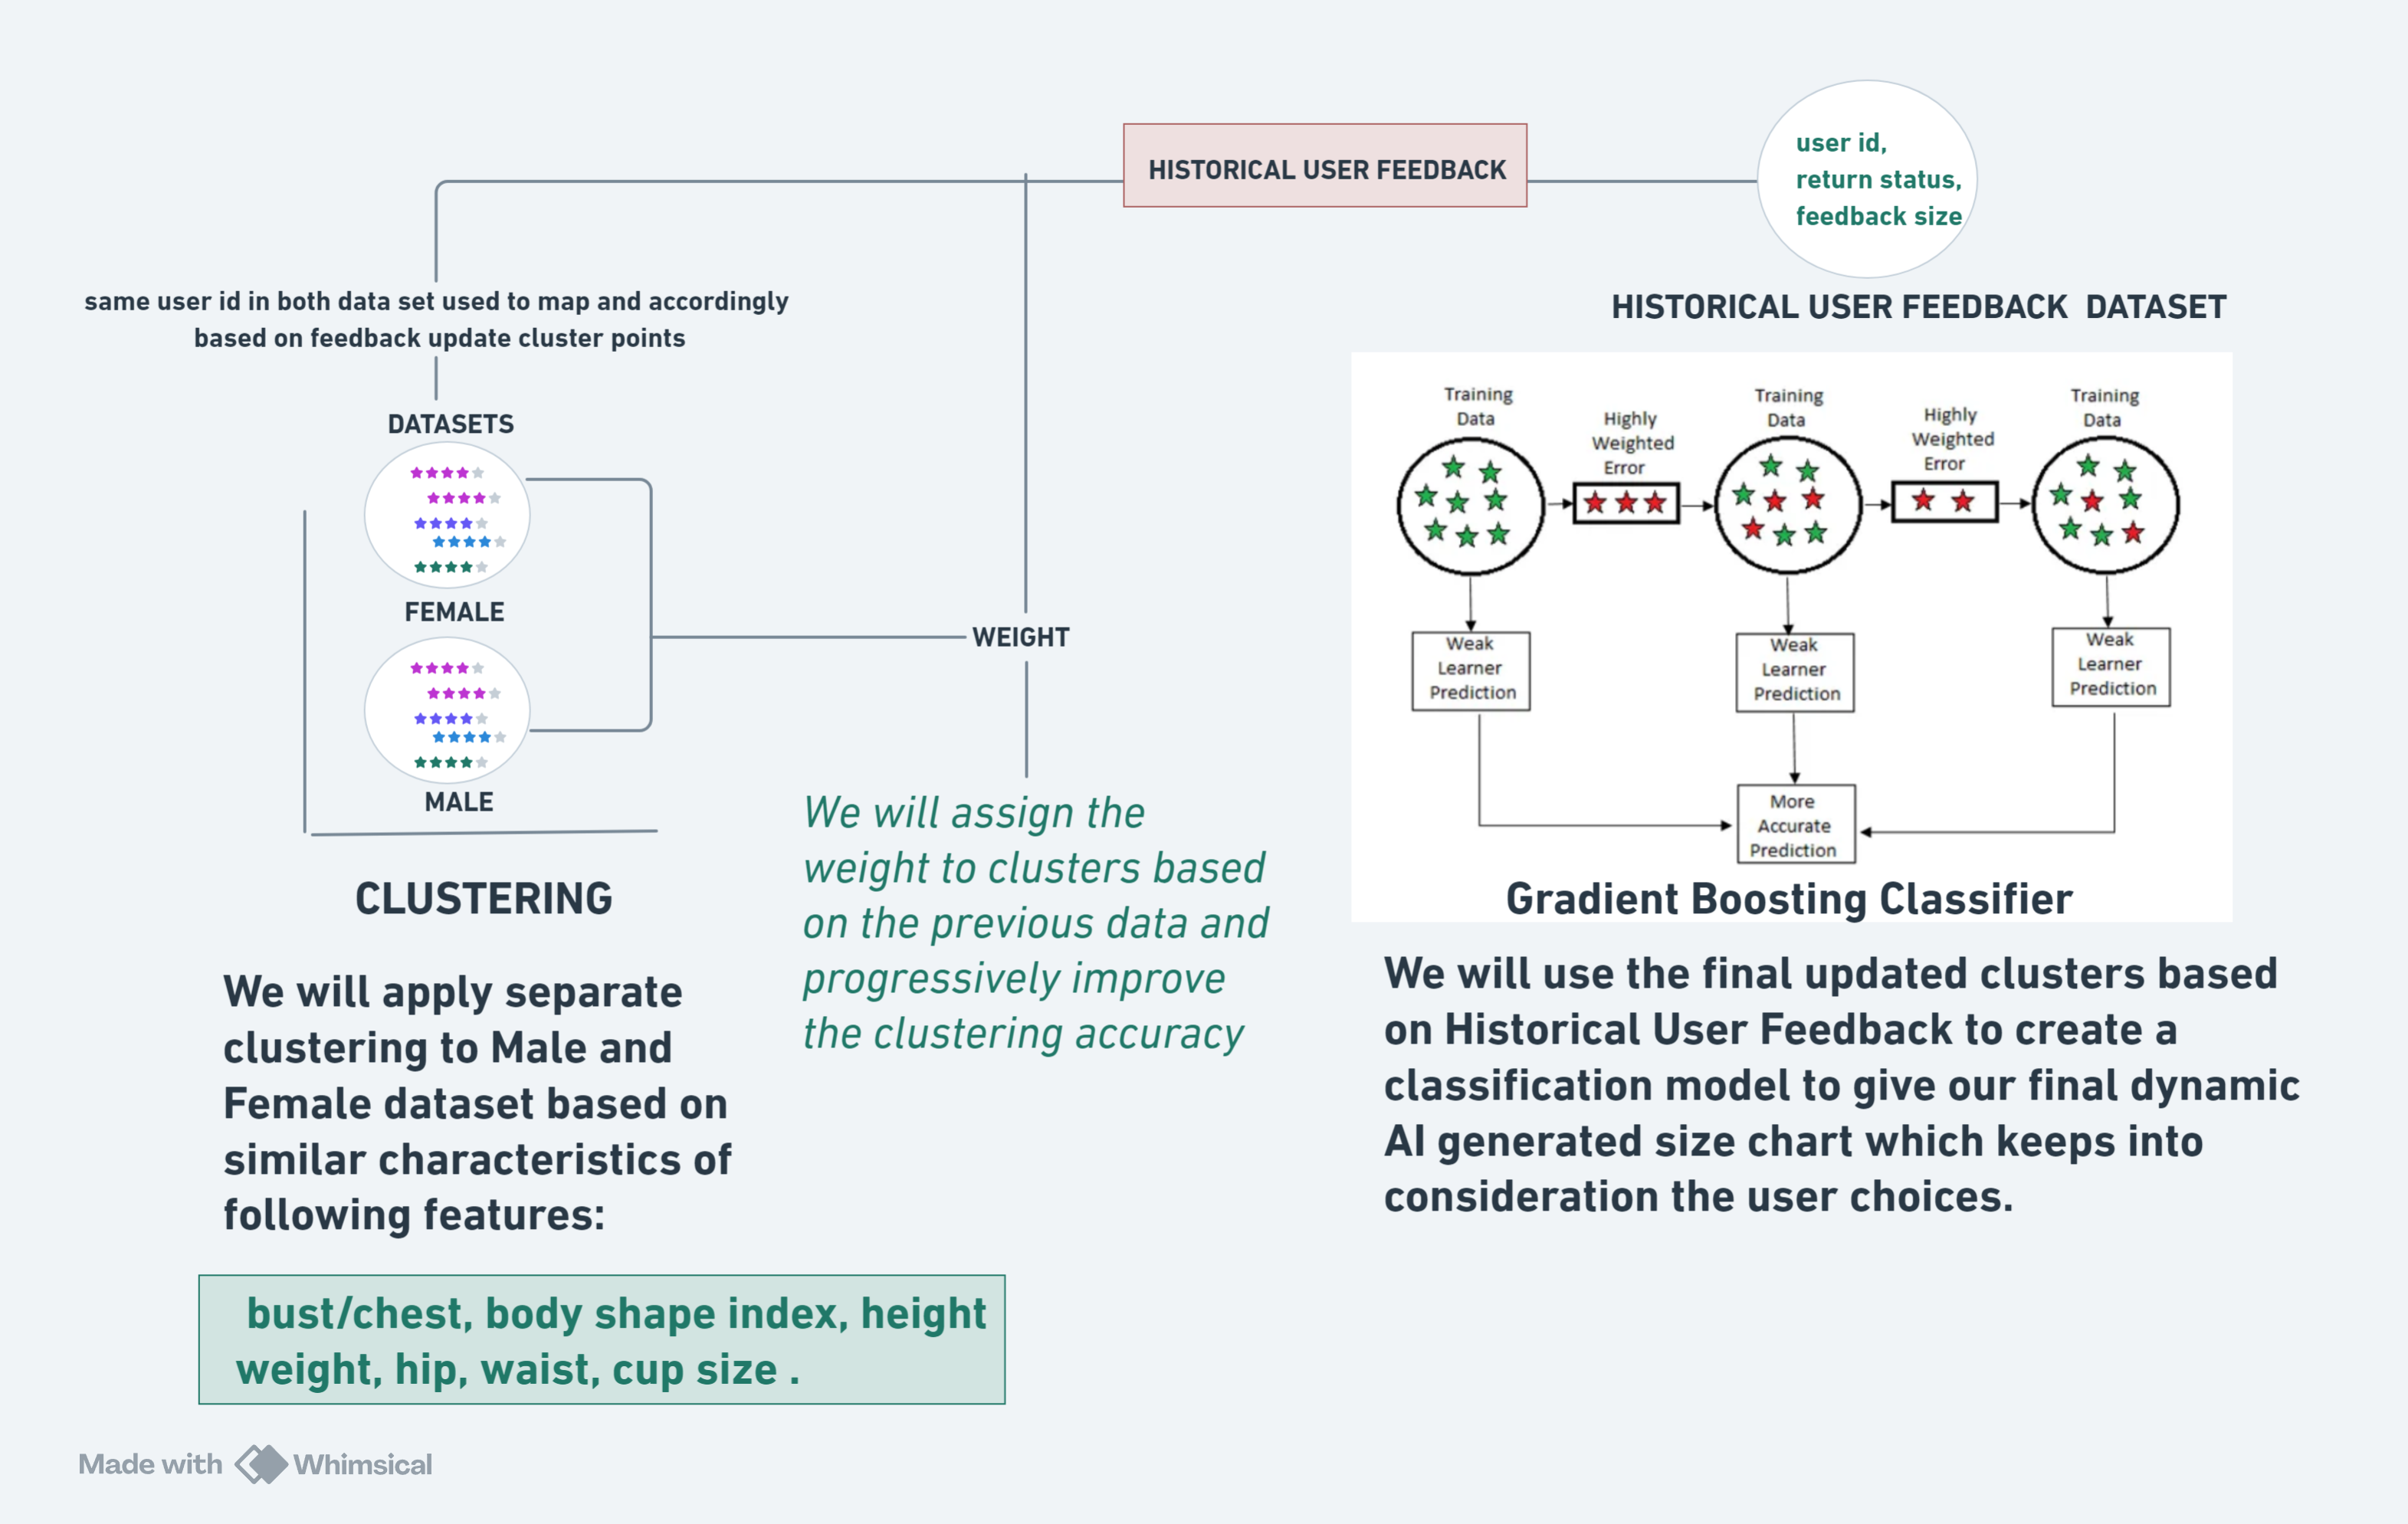 HISTORICAL USER FEEDBACK
user id,
return status,
feedback size
HISTORICAL USER FEEDBACK DATASET
same user id in both data set used to map and accordingly
based on feedback update cluster points
DATASETS
FEMALE
MALE
CLUSTERING
We will apply separate
clustering to Male and
Female dataset based on
similar characteristics of
following features:
bust/chest, body shape index, height
weight, hip, waist, cup size .
WEIGHT
We will assign the
weight to clusters based
on the previous data and
progressively improve
the clustering accuracy
Training
Data
Highly
Weighted
Error
Training
Data
Highly
Weighted
Error
Training
Data
Weak
Learner
Prediction
Weak
Learner
Prediction
Weak
Learner
Prediction
More
Accurate
Prediction
Gradient Boosting Classifier
We will use the final updated clusters based
on Historical User Feedback to create a
classification model to give our final dynamic
AI generated size chart which keeps into
consideration the user choices.
Made with Whimsical